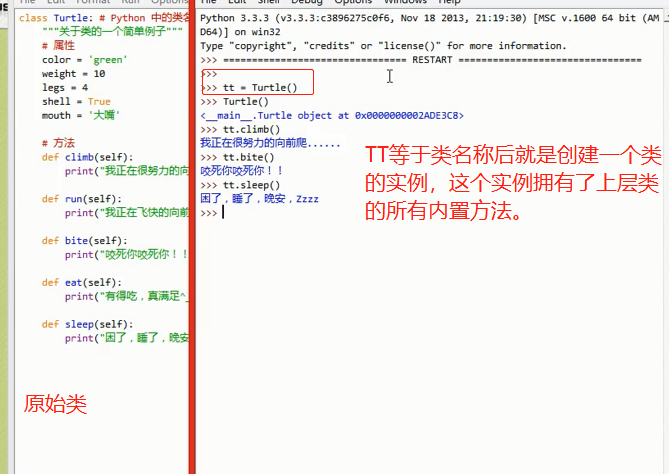 File Edit Format Run Options
class Turtle: # Python 中的类名
"""关于类的一个简单例子"""
# 属性
color = 'green'
weight = 10
legs = 4
shell = True
mouth = '大嘴'
# 方法
def climb(self):
print("我正在很努力的向
def run(self):
print("我正在飞快的向前
def bite(self):
print("咬死你咬死你！！
def eat(self):
print("有得吃，真满足^_
def sleep(self):
print("困了，睡了，晚安
原始类
File Edit Shell Debug Options Windows Help
Python 3.3.3 (v3.3.3:c3896275c0f6, Nov 18 2013, 21:19:30) [MSC v.1600 64 bit (AM
D64)] on win32
Type "copyright", "credits" or "license()" for more information.
>>> ================================ RESTART ================================
>>>
>>> tt = Turtle()
>>> Turtle()
<__main__.Turtle object at 0x0000000002ADE3C8>
>>> tt.climb()
我正在很努力的向前爬......
>>> tt.bite()
咬死你咬死你！！
>>> tt.sleep()
困了，睡了，晚安，Zzzz
>>>
TT等于类名称后就是创建一个类
的实例，这个实例拥有了上层类
的所有内置方法。